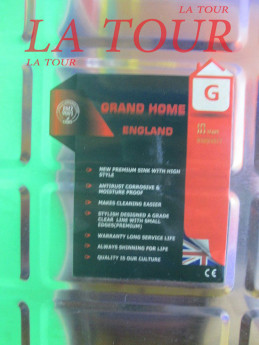 LA TOUR
LA TOUR
LA TOUR
G
GRAND HOME
ENGLAND
NEW PREMIUM SINK WITH HIGH
STYLE
ANTIRUST CORROSIVE &
MOISTURE PROOF
MAKES CLEANING EASIER
STYLISH DESIGNED A GRADE
CLEAR LINE WITH SMALL
EDGES(PREMIUM)
WARRANTY LONG SERVICE LIFE
ALWAYS SHINNING FOR LIFE
QUALITY IS OUR CULTURE
CE